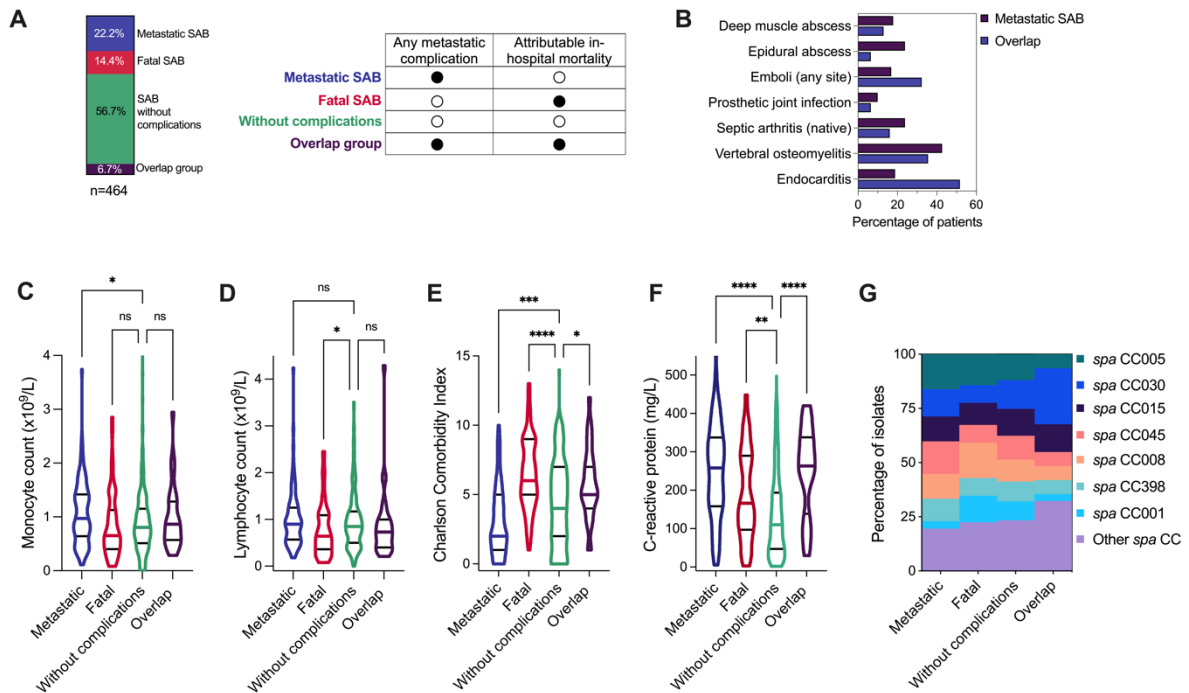 A
22.2%
Metastatic SAB
14.4%
Fatal SAB
56.7%
SAB
without
complications
6.7%
Overlap group
n=464
Any metastatic
complication
Attributable in-
hospital mortality
Metastatic SAB
Fatal SAB
Without complications
Overlap group
B
Deep muscle abscess
Epidural abscess
Emboli (any site)
Prosthetic joint infection
Septic arthritis (native)
Vertebral osteomyelitis
Endocarditis
0 20 40 60
Percentage of patients
Metastatic SAB
Overlap
C
*
ns
ns
Monocyte count (x10⁹/L)
4
3
2
1
0
Metastatic
Fatal
Without complications
Overlap
D
ns
*
ns
Lymphocyte count (x10⁹/L)
4
3
2
1
0
Metastatic
Fatal
Without complications
Overlap
E
***
****
*
Charlson Comorbidity Index
15
10
5
0
Metastatic
Fatal
Without complications
Overlap
F
****
****
**
C-reactive protein (mg/L)
400
300
200
100
0
Metastatic
Fatal
Without complications
Overlap
G
Percentage of isolates
100
75
50
25
0
Metastatic
Fatal
Without complications
Overlap
spa CC005
spa CC030
spa CC015
spa CC045
spa CC008
spa CC398
spa CC001
Other spa CC